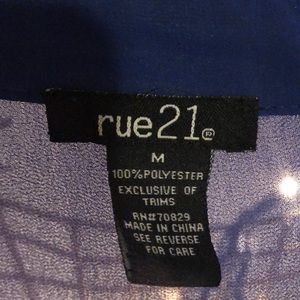 rue21®
M
100%POLYESTER
EXCLUSIVE OF
TRIMS
RN#70829
MADE IN CHINA
SEE REVERSE
FOR CARE